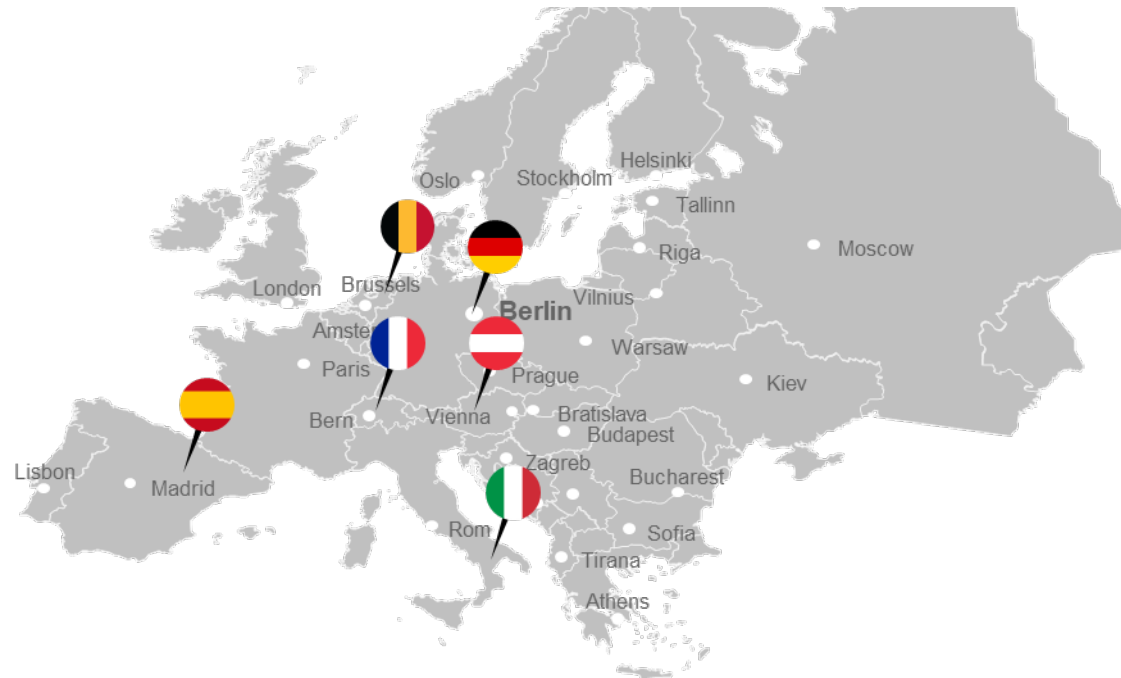 Helsinki
Oslo
Stockholm
Tallinn
Moscow
Riga
Brussels
London
Vilnius
Berlin
Amster
Warsaw
Paris
Prague
Kiev
Bern
Vienna
Bratislava
Budapest
Zagreb
Lisbon
Madrid
Bucharest
Rom
Sofia
Tirana
Athens